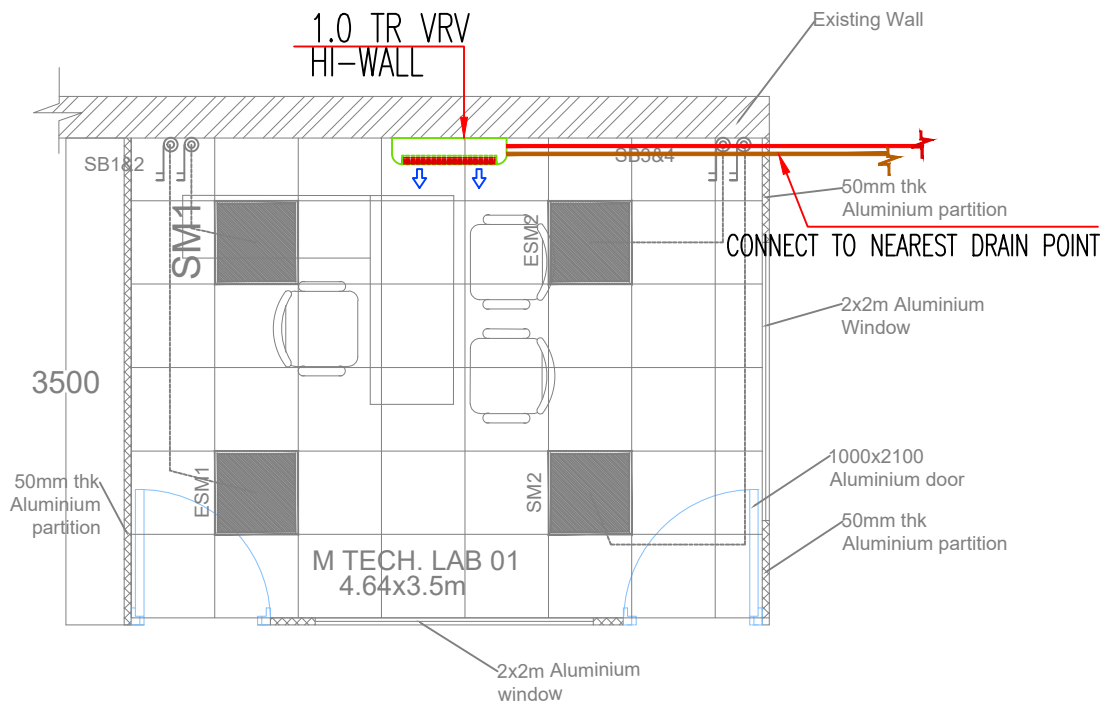 1.0 TR VRV
HI-WALL
Existing Wall
SB1&2
SB3&4
50mm thk
Aluminium partition
CONNECT TO NEAREST DRAIN POINT
SM1
ESM2
2x2m Aluminium
Window
3500
1000x2100
Aluminium door
50mm thk
Aluminium
partition
ESM1
SM2
50mm thk
Aluminium partition
M TECH. LAB 01
4.64x3.5m
2x2m Aluminium
window